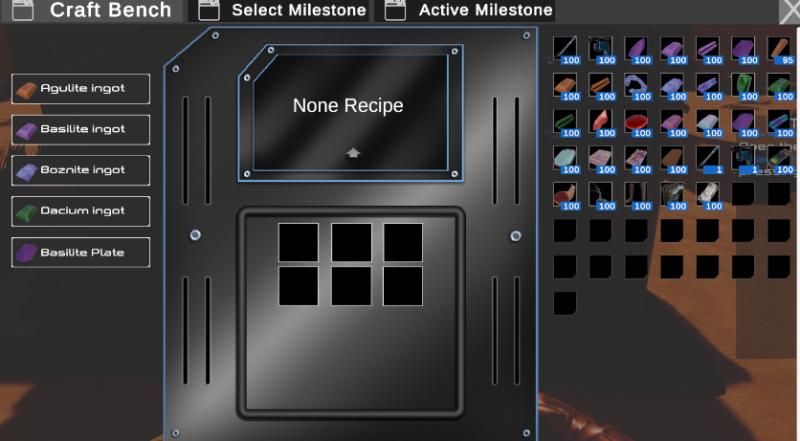 Craft Bench
Select Milestone
Active Milestone
None Recipe
Agulite ingot
Basilite ingot
Boznite ingot
Dacium ingot
Basilite Plate
100 100 100 100 100 100 95
100 100 100 100 100 100 100
100 100 100 100 100 100 100
100 100 100 100 1 1 100
100 100 100 100 100